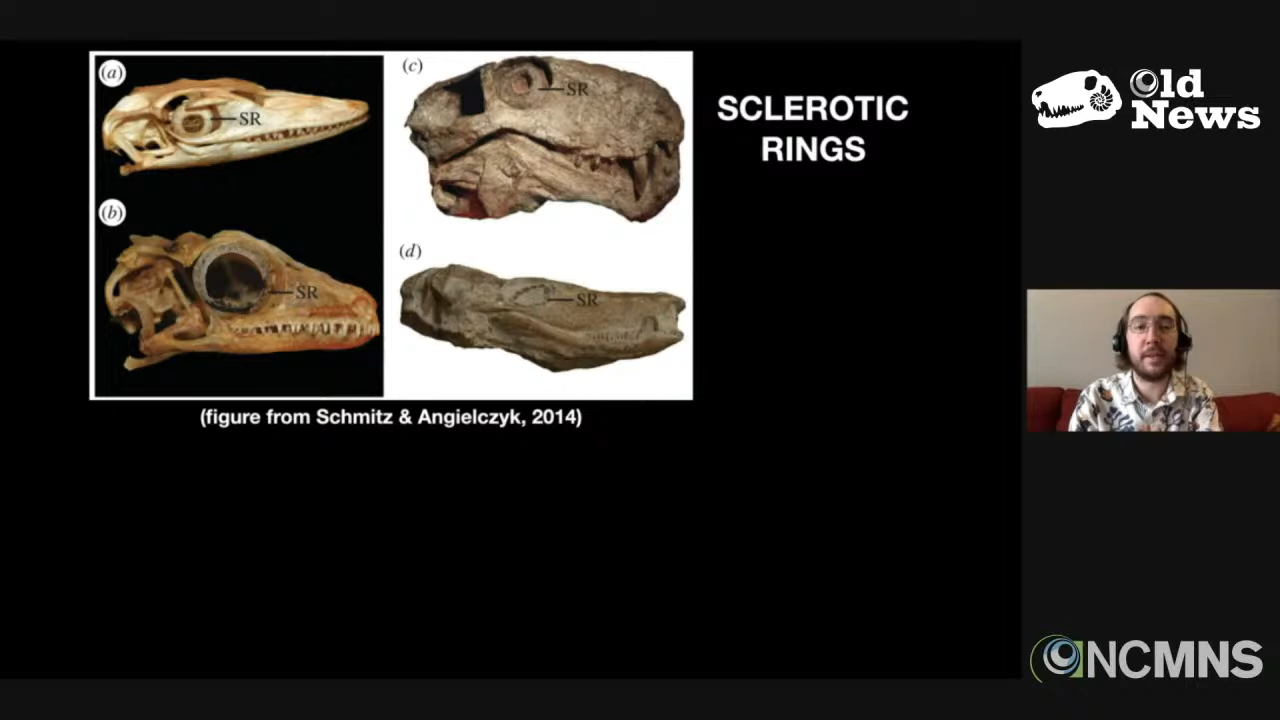 (a)
SR
(b)
SR
(c)
SR
(d)
SR
(figure from Schmitz & Angielczyk, 2014)
SCLEROTIC
RINGS
Old
News
NCMNS